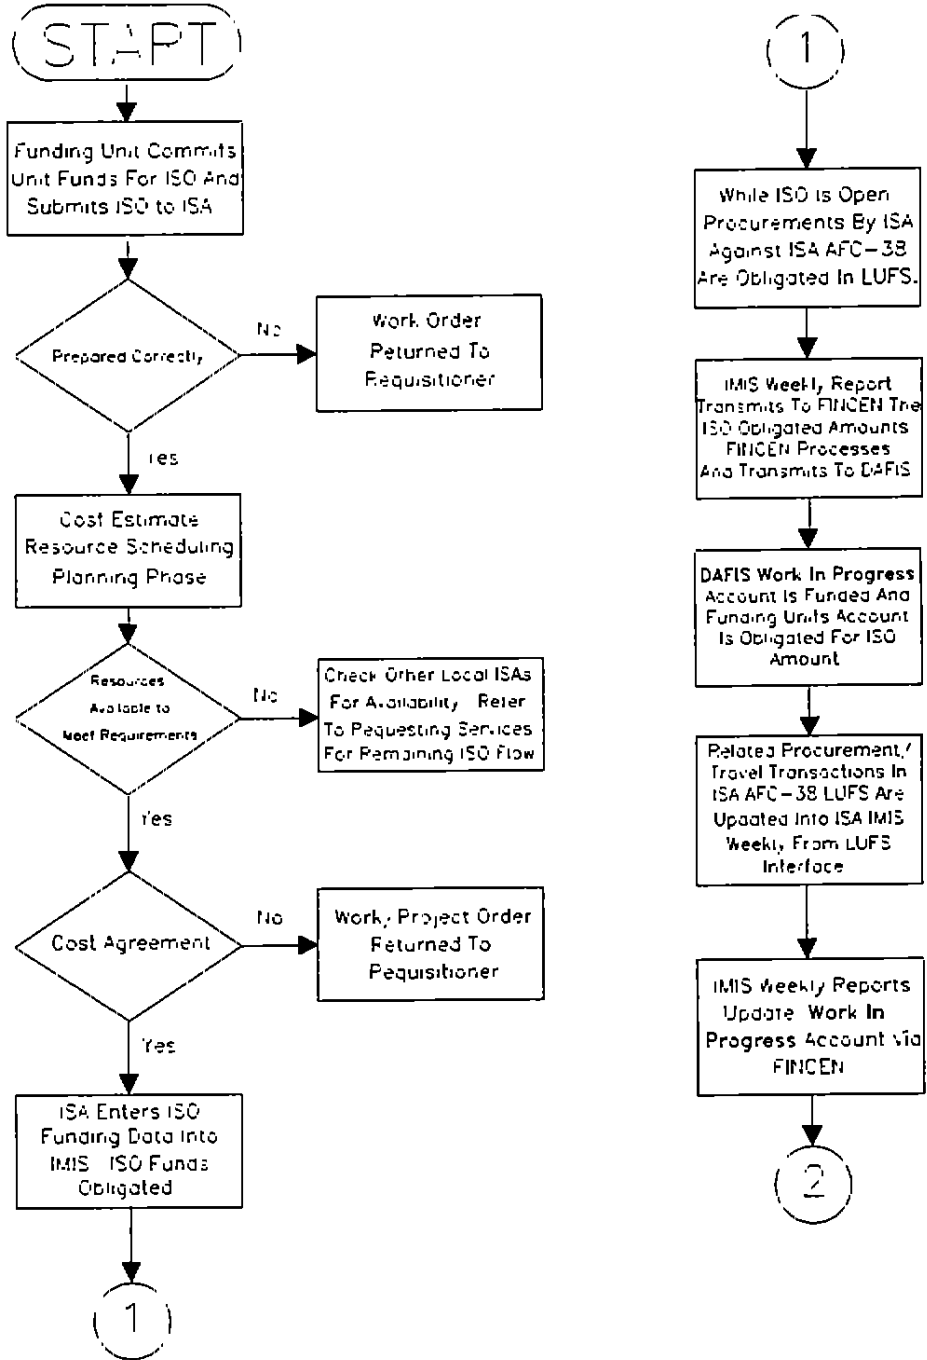 START
Funding Unit Commits
Unit Funds For ISO And
Submits ISO to ISA
Prepared Correctly
No
Work Order
Returned To
Requisitioner
Yes
Cost Estimate
Resource Scheduling
Planning Phase
Resources
Available to
Meet Requirements
No
Check Other Local ISAs
For Availability Refer
To Requesting Services
For Remaining ISO Flow
Yes
Cost Agreement
No
Work/Project Order
Returned To
Requisitioner
Yes
ISA Enters ISO
Funding Data Into
IMIS ISO Funds
Obligated
1
1
While ISO is Open
Procurements By ISA
Against ISA AFC-38
Are Obligated In LUFS.
IMIS Weekly Report
Transmits To FINCEN The
ISO Obligated Amounts
FINCEN Processes
And Transmits To DAFIS
DAFIS Work In Progress
Account Is Funded And
Funding Units Account
Is Obligated For ISO
Amount
Related Procurement/
Travel Transactions In
ISA AFC-38 LUFS Are
Updated Into ISA IMIS
Weekly From LUFS
Interface
IMIS Weekly Reports
Update Work In
Progress Account Via
FINCEN
2